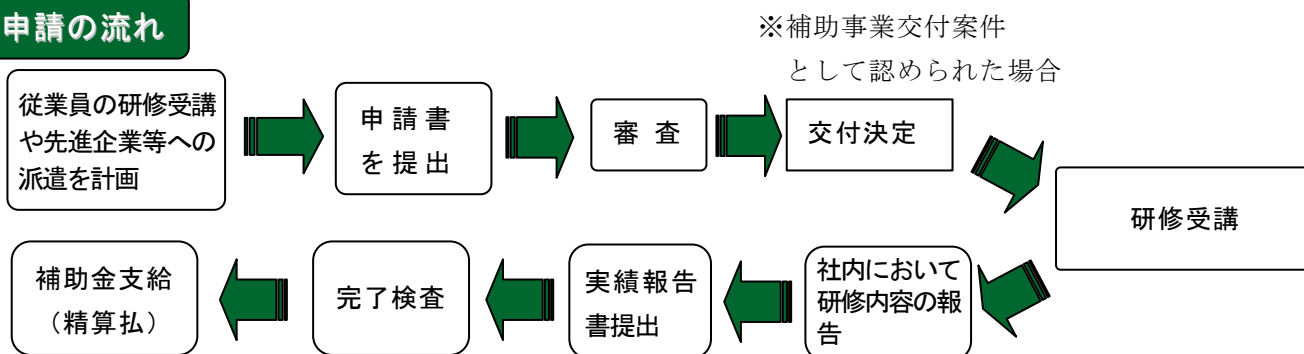 申請の流れ
※補助事業交付案件
として認められた場合
従業員の研修受講
や先進企業等への
派遣を計画
申請書
を提出
審査
交付決定
研修受講
社内において
研修内容の報
告
実績報告
書提出
完了検査
補助金支給
（精算払）